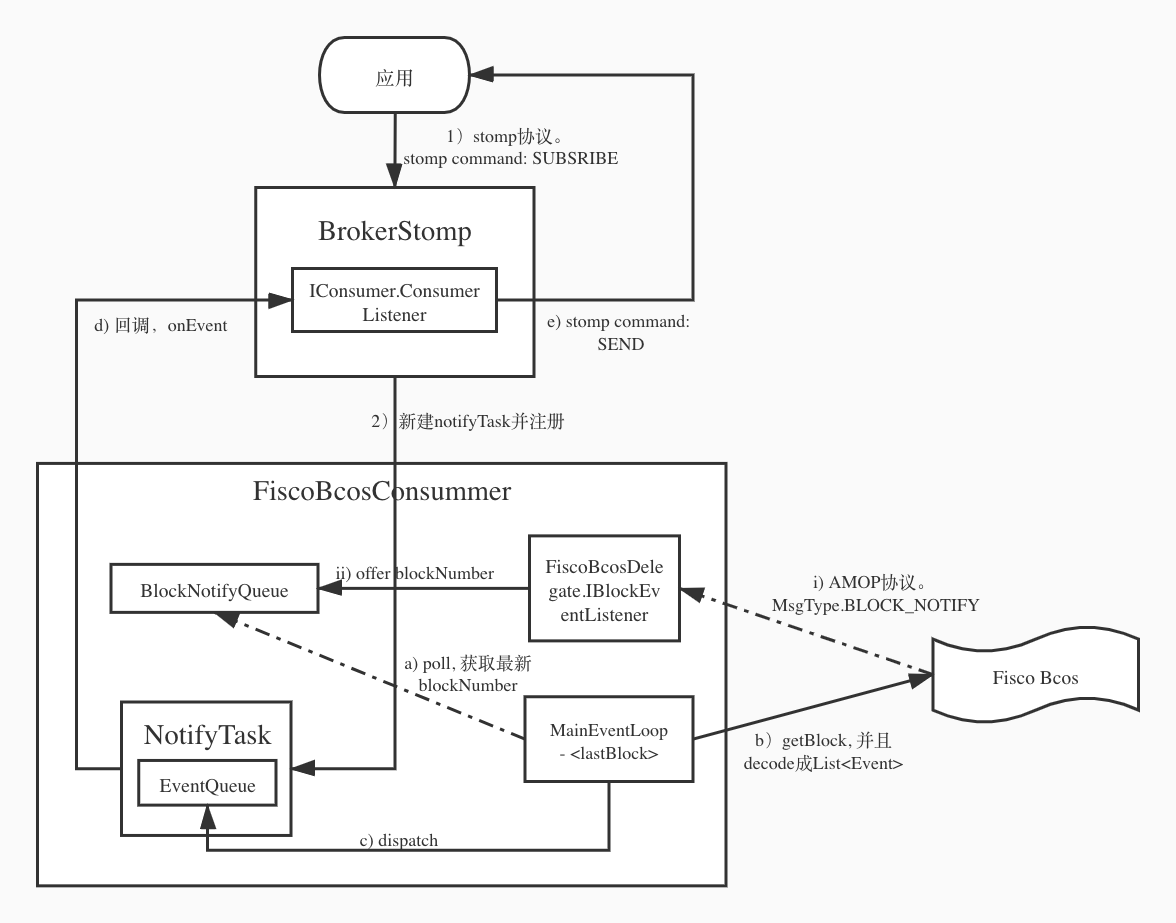 应用
1）stomp协议。
stomp command: SUBSRIBE
BrokerStomp
IConsumer.Consumer
Listener
d) 回调，onEvent
e) stomp command:
SEND
2）新建notifyTask并注册
FiscoBcosConsummer
FiscoBcosDele
gate.IBlockEv
entListener
ii) offer blockNumber
BlockNotifyQueue
i) AMOP协议。
MsgType.BLOCK_NOTIFY
a) poll, 获取最新
blockNumber
Fisco Bcos
MainEventLoop
- <lastBlock>
b）getBlock, 并且
decode成List<Event>
NotifyTask
EventQueue
c) dispatch